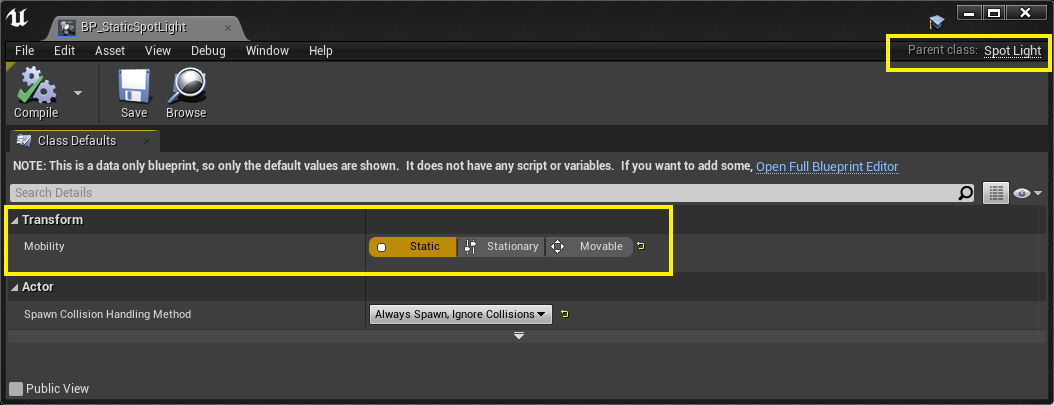 BP_StaticSpotLight
File Edit Asset View Debug Window Help Parent class: Spot Light
Compile Save Browse
Class Defaults
NOTE: This is a data only blueprint, so only the default values are shown. It does not have any script or variables. If you want to add some, Open Full Blueprint Editor
Search Details
Transform
Mobility Static Stationary Movable
Actor
Spawn Collision Handling Method Always Spawn, Ignore Collisions
Public View